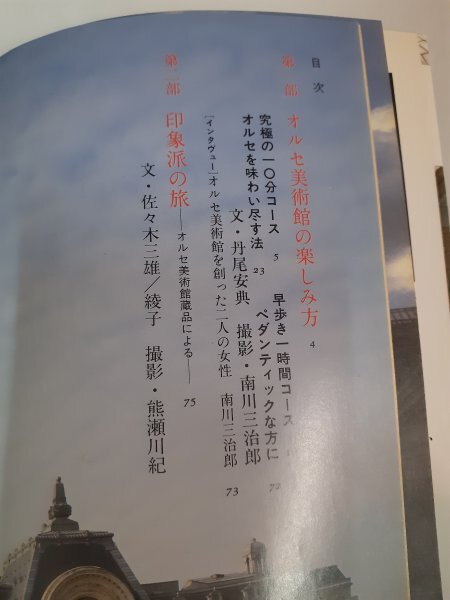 目次
第一部 オルセ美術館の楽しみ方 4
究極の一〇分コース 5 早歩き一時間コース
オルセを味わい尽す法 23 ペダンティックな方に 72
文・丹尾安典 撮影・南川三治郎
［インタヴュー］オルセ美術館を創った二人の女性 南川三治郎 73
第二部 印象派の旅——オルセ美術館蔵品による—— 75
文・佐々木三雄／綾子 撮影・熊瀬川紀